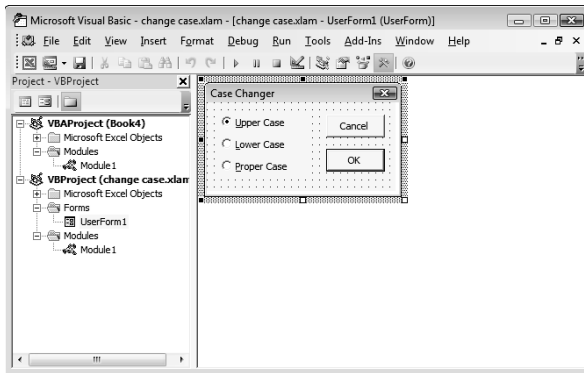 Microsoft Visual Basic - change case.xlam - [change case.xlam - UserForm1 (UserForm)]
File Edit View Insert Format Debug Run Tools Add-Ins Window Help
Project - VBProject
VBAProject (Book4)
Microsoft Excel Objects
Modules
Module1
VBProject (change case.xlam
Microsoft Excel Objects
Forms
UserForm1
Modules
Module1
Case Changer
Upper Case
Cancel
Lower Case
OK
Proper Case